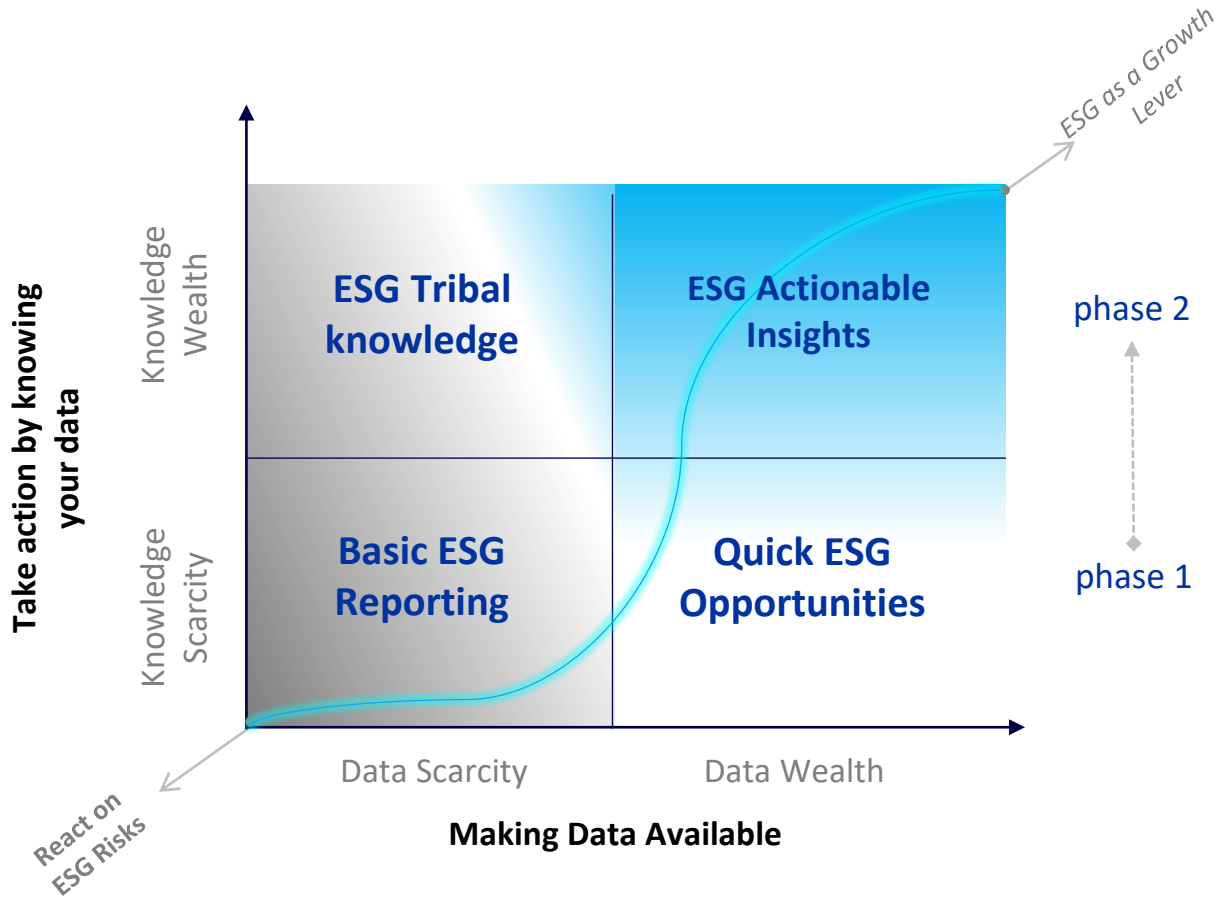 ESG as a Growth
Lever
Take action by knowing
your data
Knowledge
Wealth
ESG Tribal
knowledge
ESG Actionable
Insights
phase 2
Knowledge
Scarcity
Basic ESG
Reporting
Quick ESG
Opportunities
phase 1
Data Scarcity
Data Wealth
Making Data Available
React on
ESG Risks